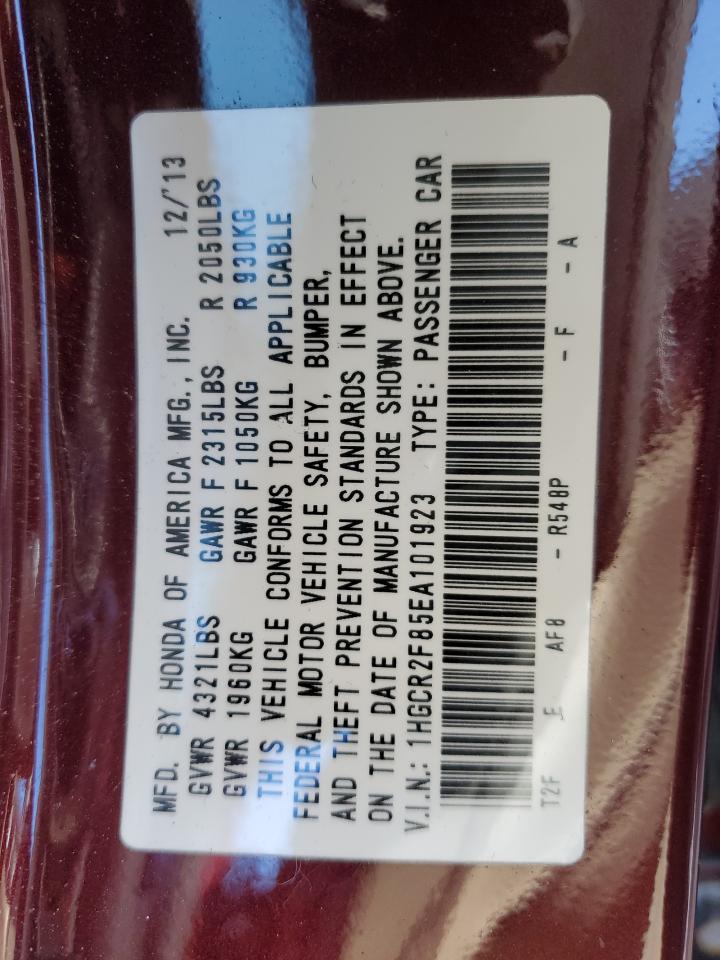 MFD. BY HONDA OF AMERICA MFG., INC. 12/'13
GVWR 4321LBS GAWR F 2315LBS R 2050LBS
GVWR 1960KG GAWR F 1050KG R 930KG
THIS VEHICLE CONFORMS TO ALL APPLICABLE
FEDERAL MOTOR VEHICLE SAFETY, BUMPER,
AND THEFT PREVENTION STANDARDS IN EFFECT
ON THE DATE OF MANUFACTURE SHOWN ABOVE.
V.I.N.: 1HGCR2F85EA101923 TYPE: PASSENGER CAR
T2F E AF8 - R548P - F - A